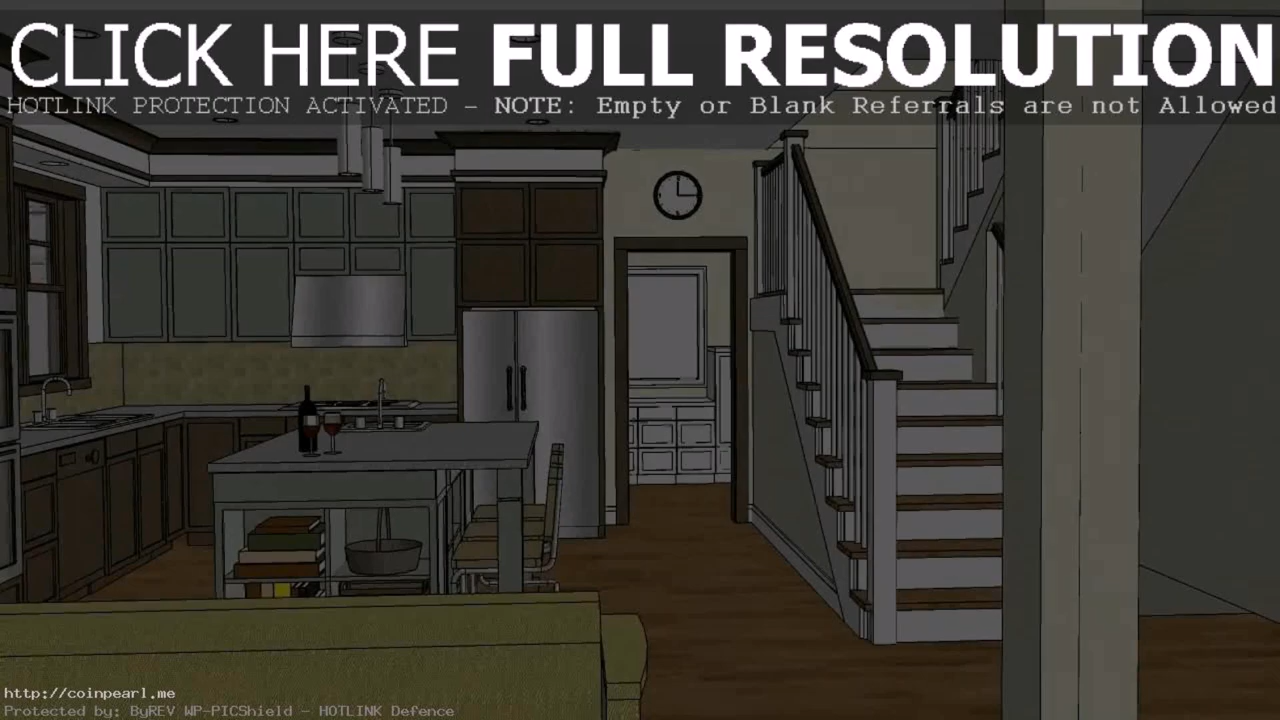 CLICK HERE FULL RESOLUTION
HOTLINK PROTECTION ACTIVATED - NOTE: Empty or Blank Referrals are not Allowed
http://coinpearl.me
Protected by: ByREV WP-PICShield - HOTLINK Defence